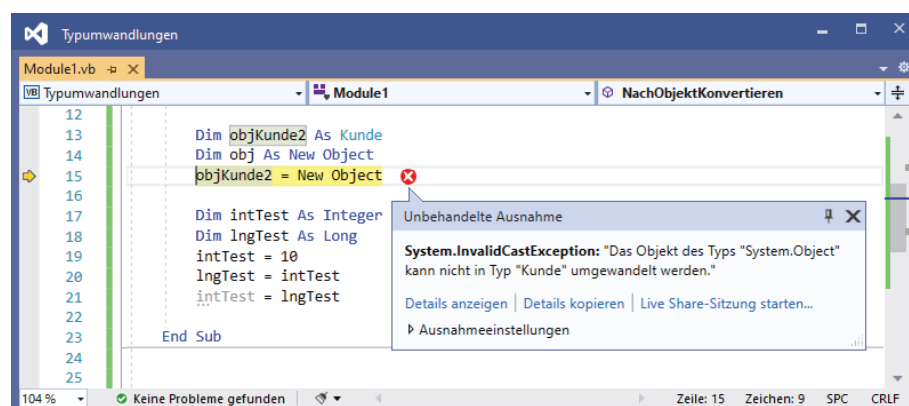 Typumwandlungen
Module1.vb
VB Typumwandlungen Module1 NachObjektKonvertieren
12
13 Dim objKunde2 As Kunde
14 Dim obj As New Object
15 objKunde2 = New Object
16
17 Dim intTest As Integer
18 Dim lngTest As Long
19 intTest = 10
20 lngTest = intTest
21 intTest = lngTest
22
23 End Sub
24
25
Unbehandelte Ausnahme
System.InvalidCastException: "Das Objekt des Typs "System.Object"
kann nicht in Typ "Kunde" umgewandelt werden."
Details anzeigen | Details kopieren | Live Share-Sitzung starten...
Ausnahmeeinstellungen
104 % Keine Probleme gefunden Zeile: 15 Zeichen: 9 SPC CRLF